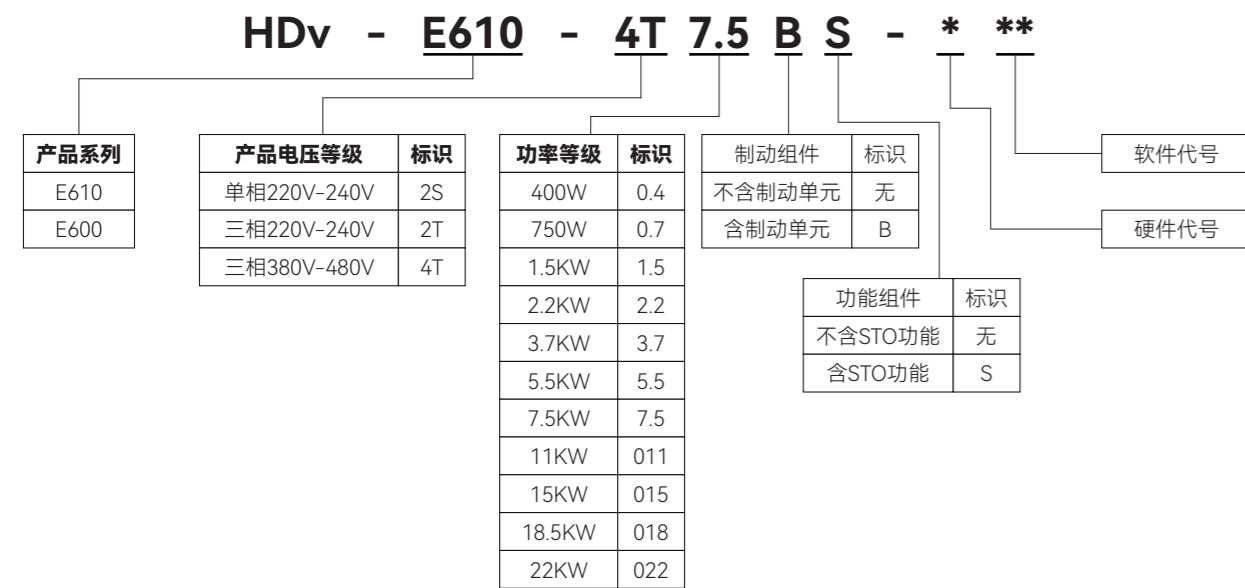 HDv - E610 - 4T 7.5 B S - * **
产品系列
E610
E600
产品电压等级 标识
单相220V-240V 2S
三相220V-240V 2T
三相380V-480V 4T
功率等级 标识
400W 0.4
750W 0.7
1.5KW 1.5
2.2KW 2.2
3.7KW 3.7
5.5KW 5.5
7.5KW 7.5
11KW 011
15KW 015
18.5KW 018
22KW 022
制动组件 标识
不含制动单元 无
含制动单元 B
功能组件 标识
不含STO功能 无
含STO功能 S
软件代号
硬件代号